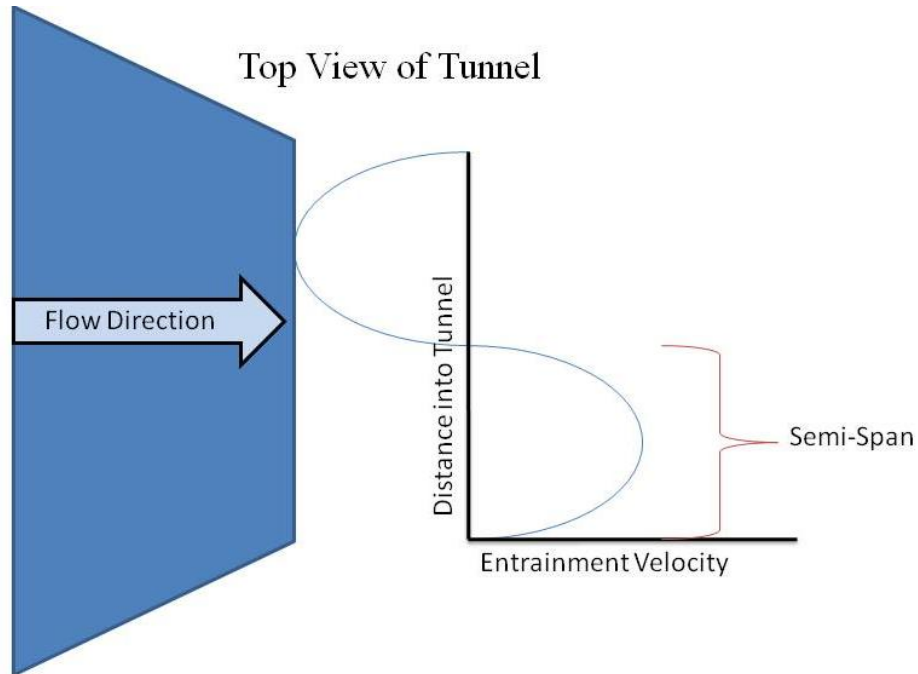 Top View of Tunnel
Flow Direction
Distance into Tunnel
Semi-Span
Entrainment Velocity